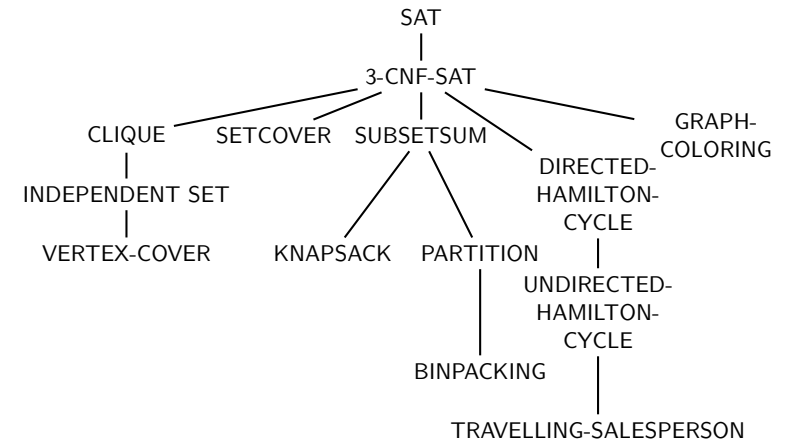 SAT
3-CNF-SAT
CLIQUE
SETCOVER
SUBSETSUM
GRAPH-
COLORING
DIRECTED-
HAMILTON-
CYCLE
INDEPENDENT SET
VERTEX-COVER
KNAPSACK
PARTITION
UNDIRECTED-
HAMILTON-
CYCLE
BINPACKING
TRAVELLING-SALESPERSON